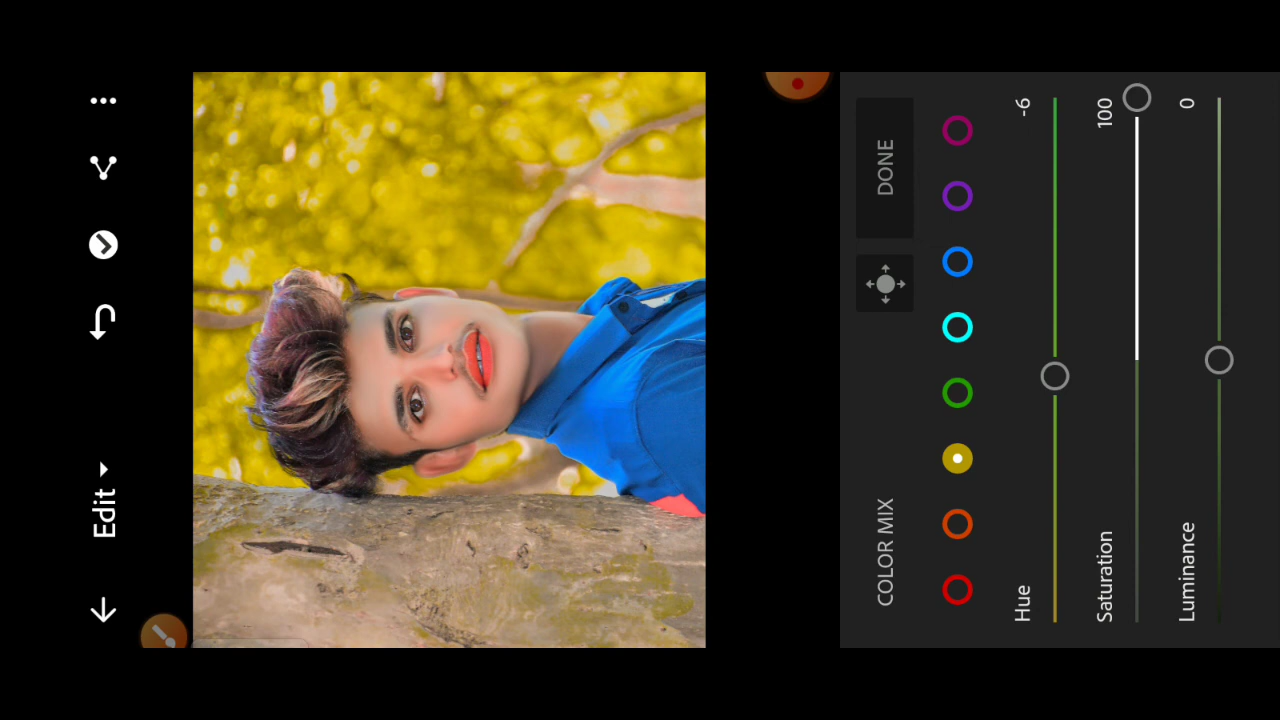 Edit
COLOR MIX
DONE
Hue
-6
Saturation
100
Luminance
0